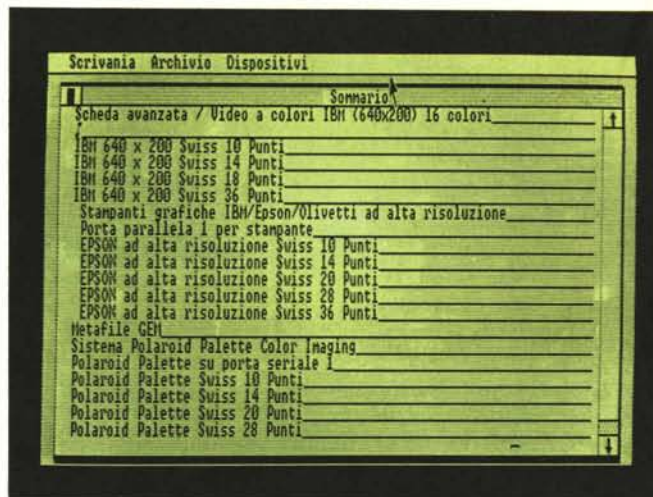 Scrivania Archivio Dispositivi
Sommario
Scheda avanzata / Video a colori IBM (640x200) 16 colori
IBM 640 x 200 Swiss 10 Punti
IBM 640 x 200 Swiss 14 Punti
IBM 640 x 200 Swiss 18 Punti
IBM 640 x 200 Swiss 36 Punti
Stampanti grafiche IBM/Epson/Olivetti ad alta risoluzione
Porta parallela 1 per stampante
EPSON ad alta risoluzione Swiss 10 Punti
EPSON ad alta risoluzione Swiss 14 Punti
EPSON ad alta risoluzione Swiss 20 Punti
EPSON ad alta risoluzione Swiss 28 Punti
EPSON ad alta risoluzione Swiss 36 Punti
Metafile GEM
Sistema Polaroid Palette Color Imaging
Polaroid Palette su porta seriale 1
Polaroid Palette Swiss 10 Punti
Polaroid Palette Swiss 14 Punti
Polaroid Palette Swiss 20 Punti
Polaroid Palette Swiss 28 Punti